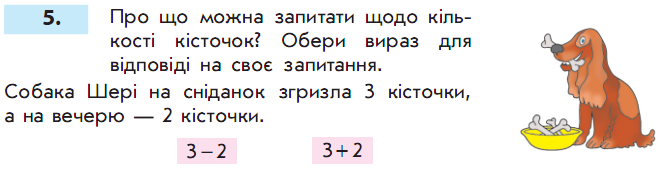 5.
Про що можна запитати щодо кіль-
кості кісточок? Обери вираз для
відповіді на своє запитання.
Собака Шері на сніданок згризла 3 кісточки,
а на вечерю — 2 кісточки.
3 – 2
3 + 2